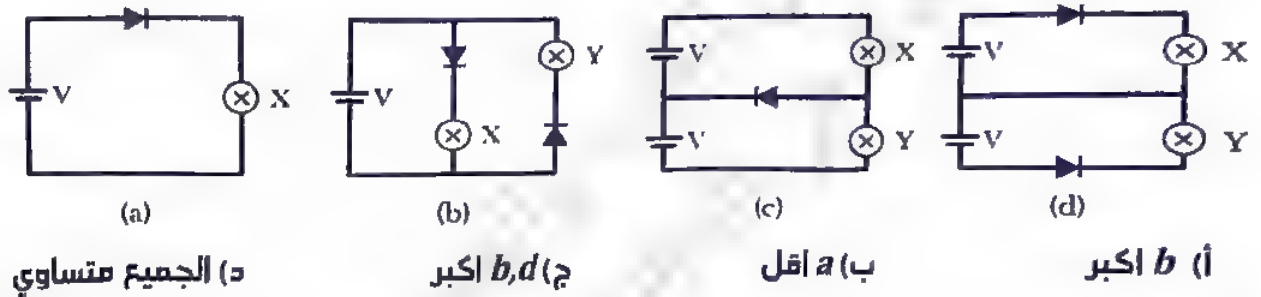 V X
V X Y
V V X Y
V V X Y
(a) (b) (c) (d)
أ) b اكبر ب) a اقل ج) b,d اكبر د) الجميع متساوي